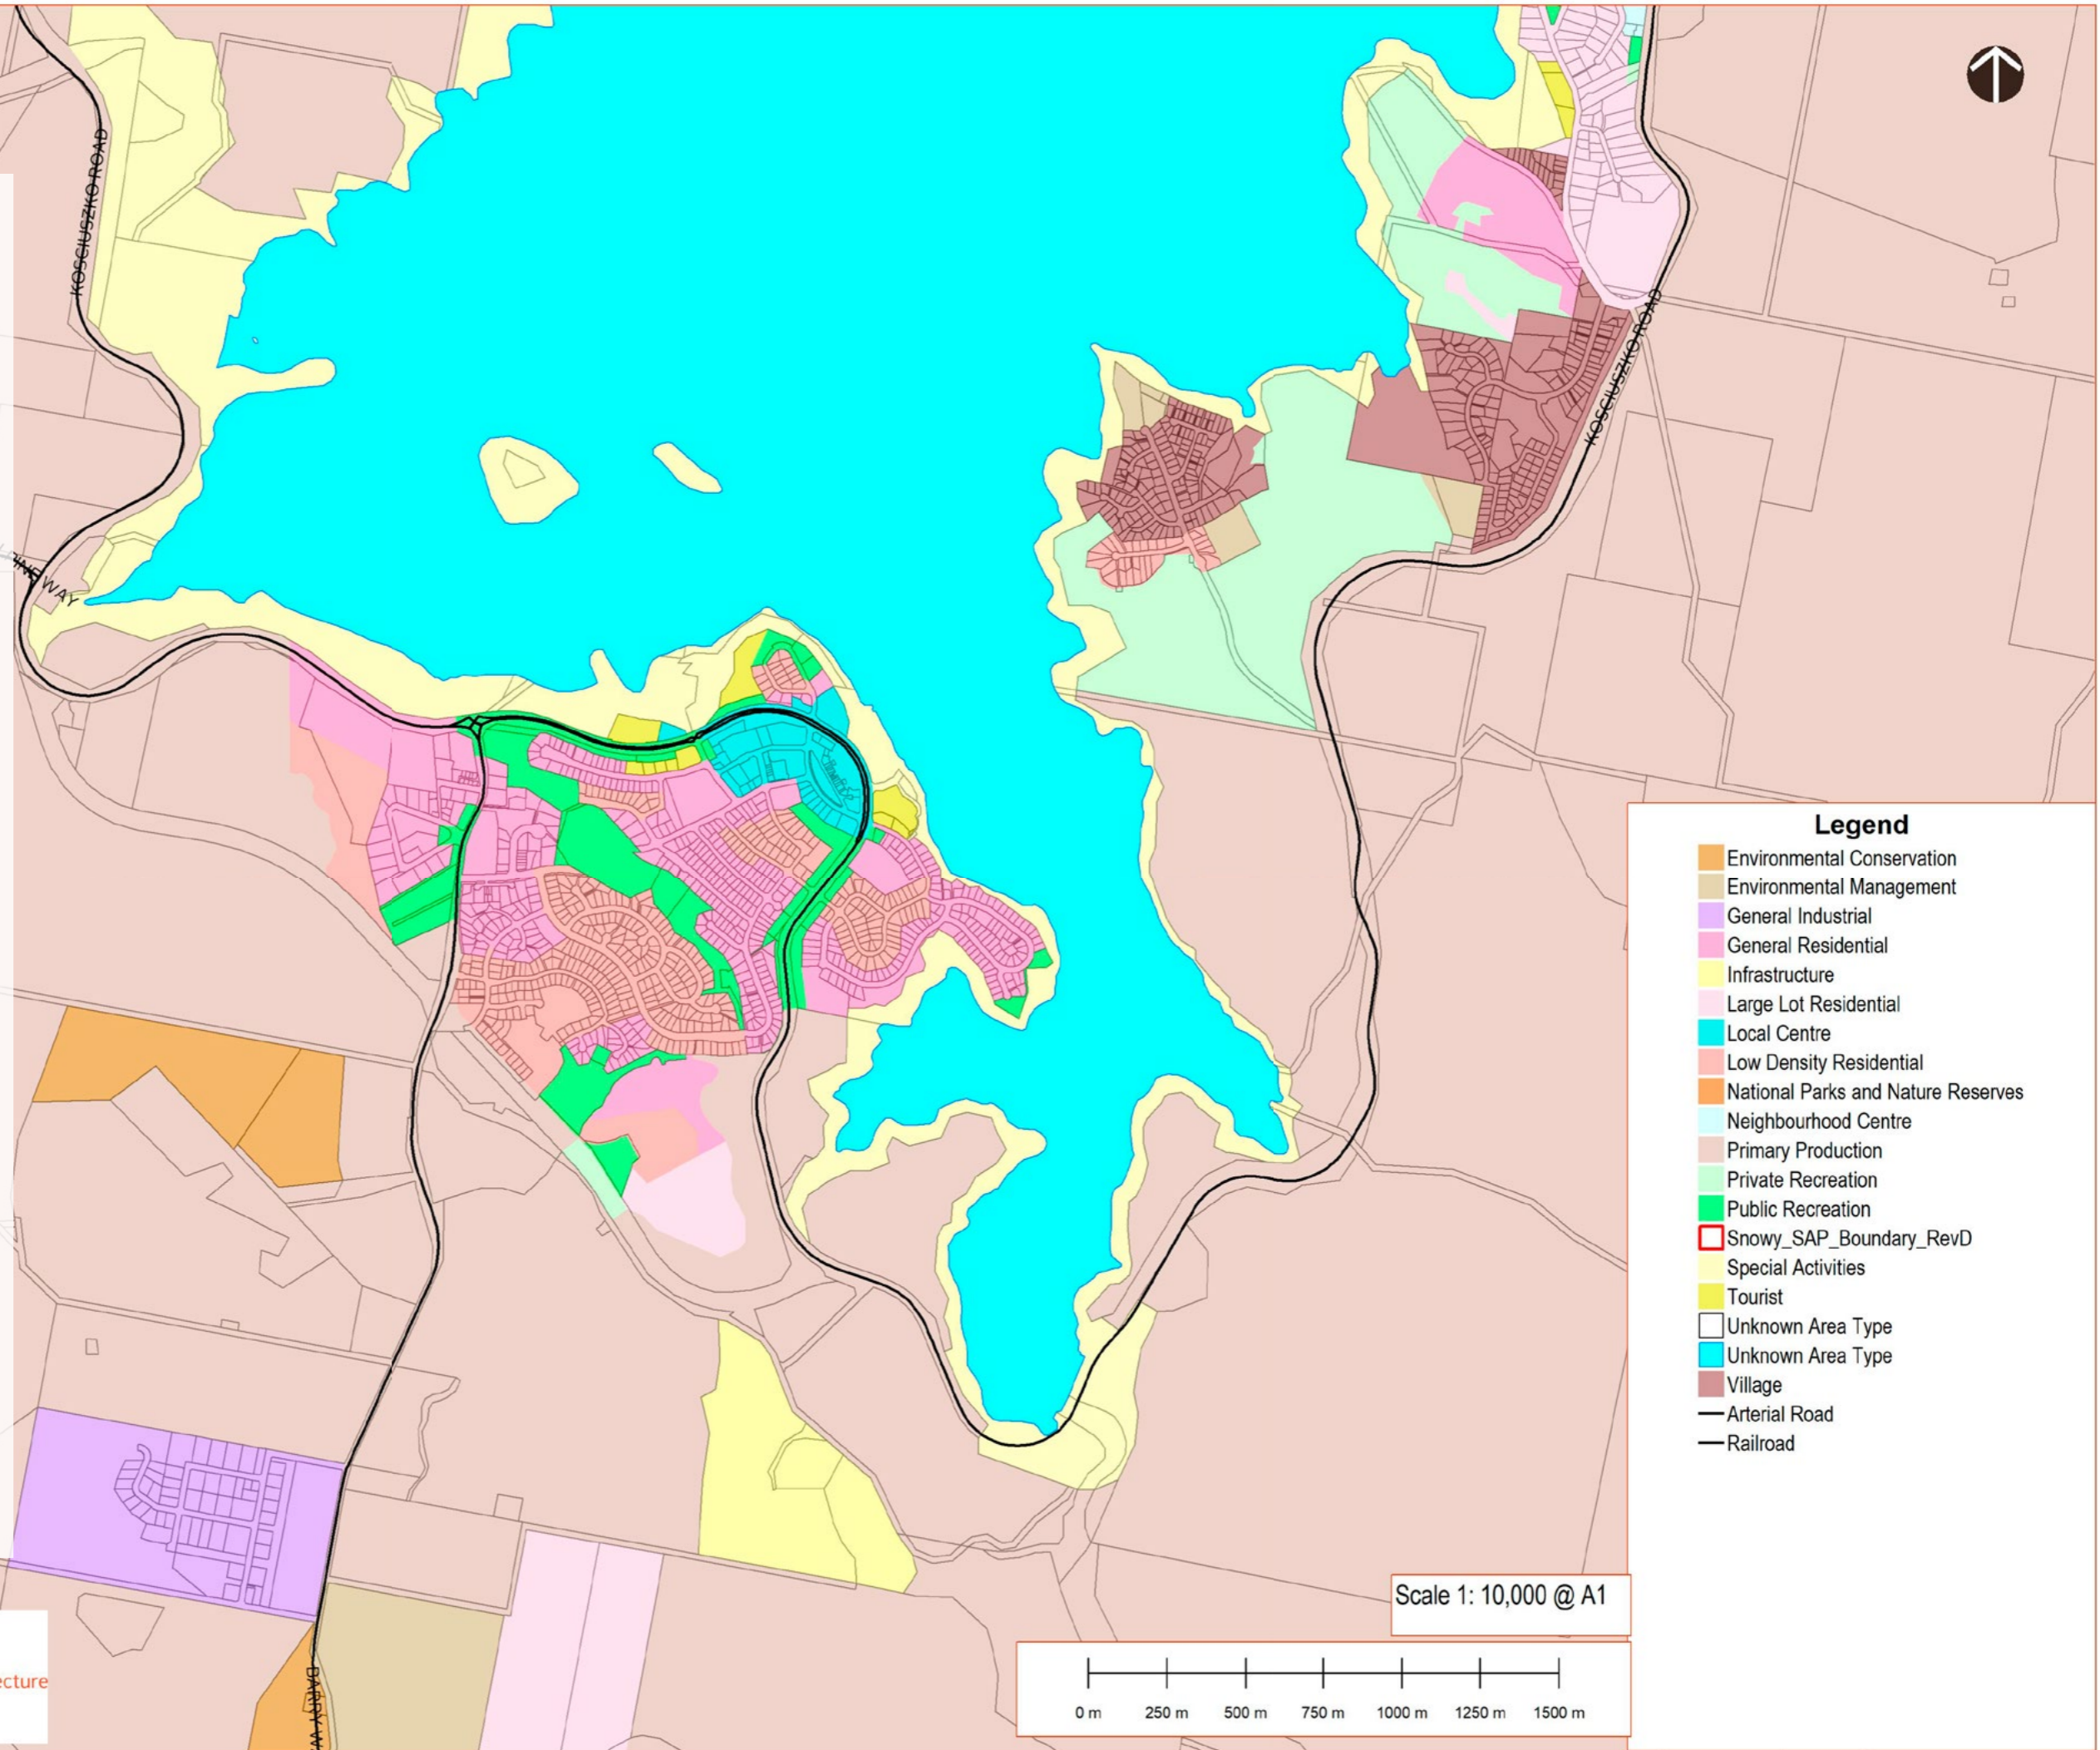 KOSCIUSZKO ROAD
KOSCIUSZKO ROAD
WAY
Legend
Environmental Conservation
Environmental Management
General Industrial
General Residential
Infrastructure
Large Lot Residential
Local Centre
Low Density Residential
National Parks and Nature Reserves
Neighbourhood Centre
Primary Production
Private Recreation
Public Recreation
Snowy_SAP_Boundary_RevD
Special Activities
Tourist
Unknown Area Type
Unknown Area Type
Village
Arterial Road
Railroad
Scale 1: 10,000 @ A1
0 m 250 m 500 m 750 m 1000 m 1250 m 1500 m
ecture
BARRY W